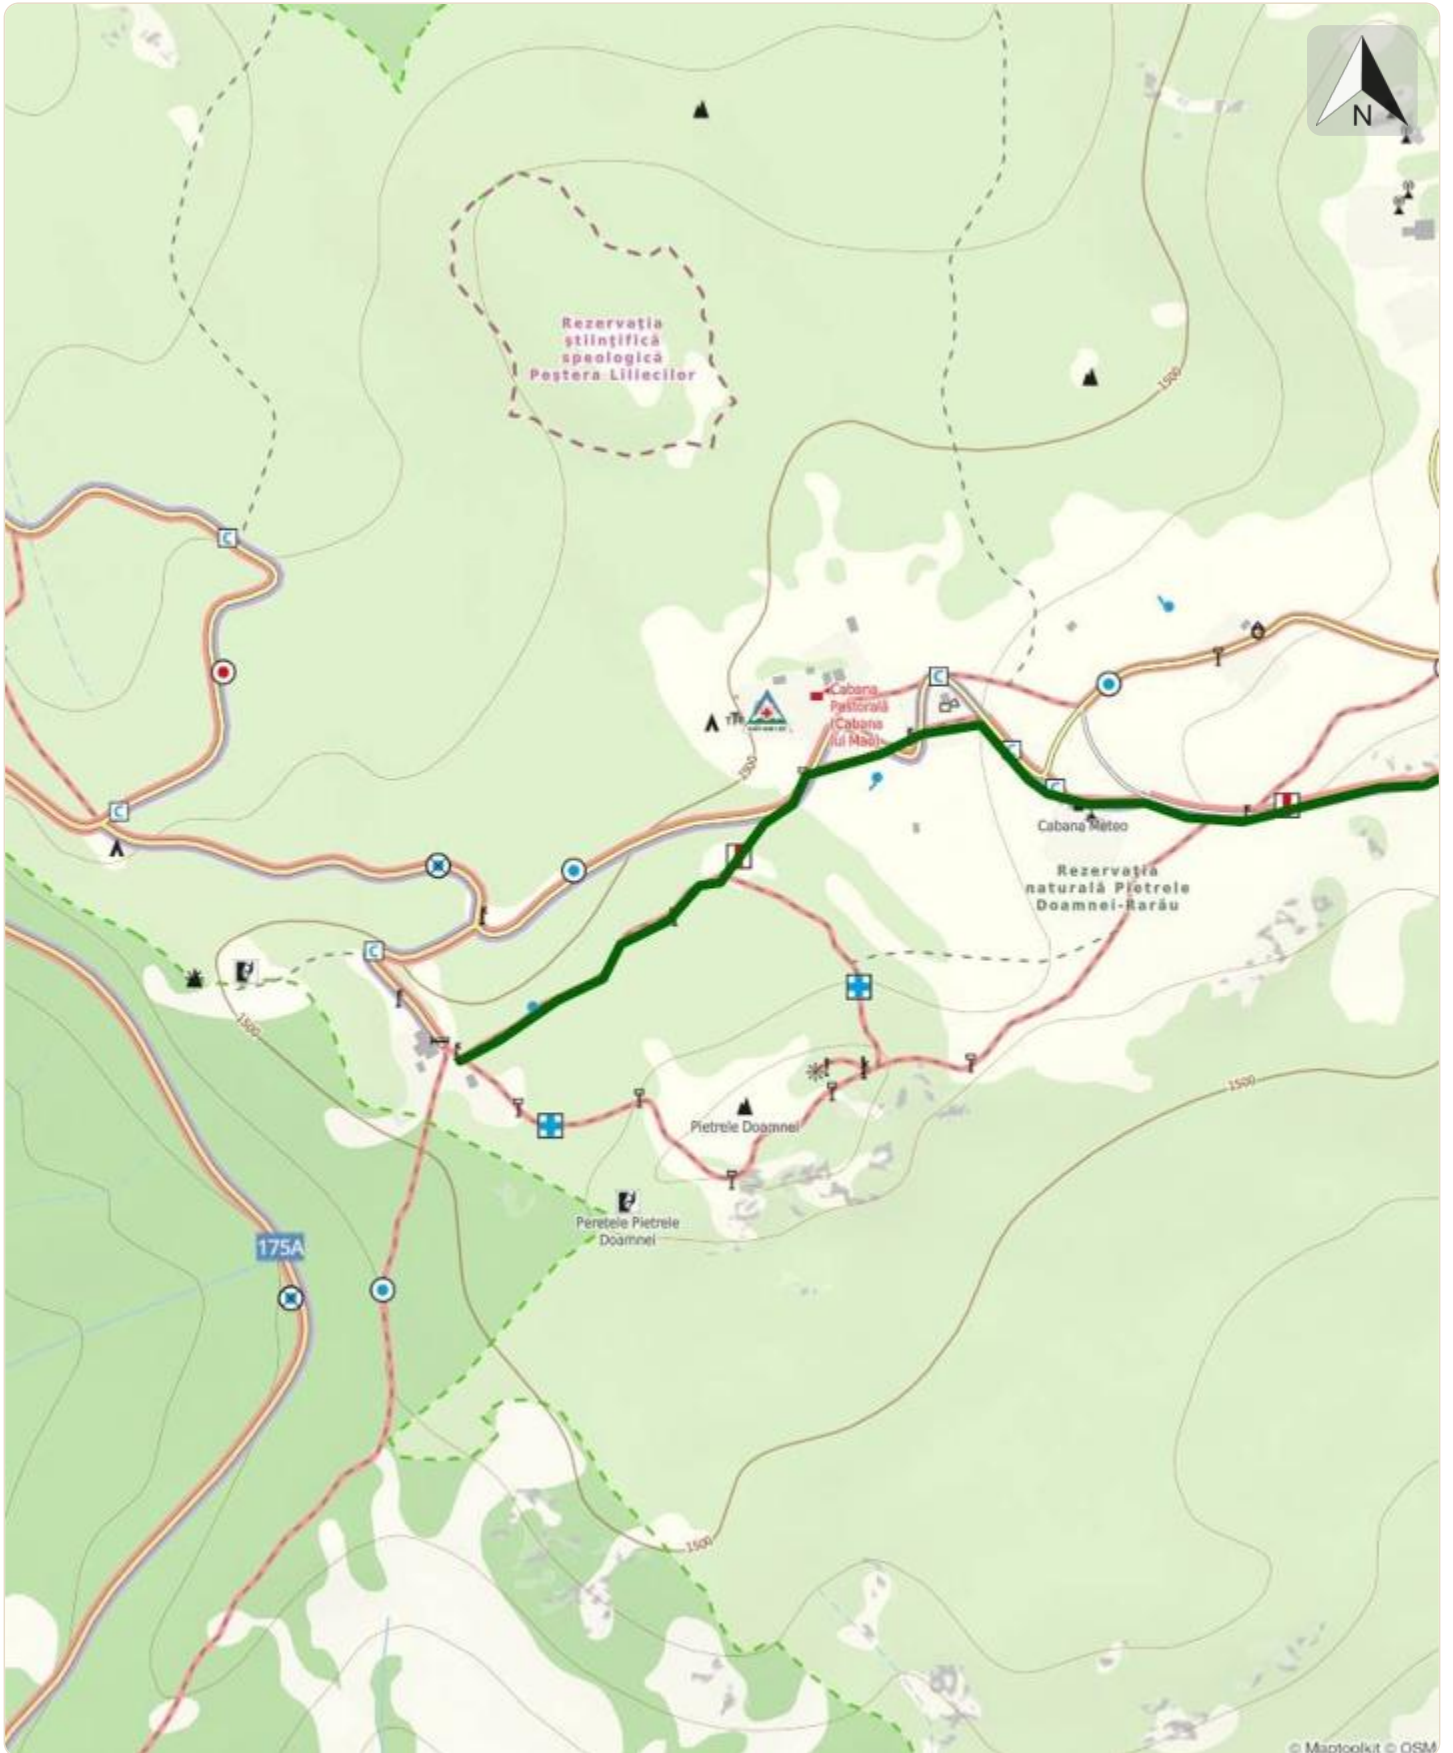 N
Rezervația
științifică
speologică
Peștera Liliecilor
1500
Cabana
Pastorală
(Cabana
lui Mao)
1500
Cabana Meteo
Rezervația
naturală Pietrele
Doamnei-Rarău
C
C
C
C
C
C
1500
1500
Pietrele Doamnei
Peretele Pietrele
Doamnei
175A
1500
© Maptoolkit © OSM